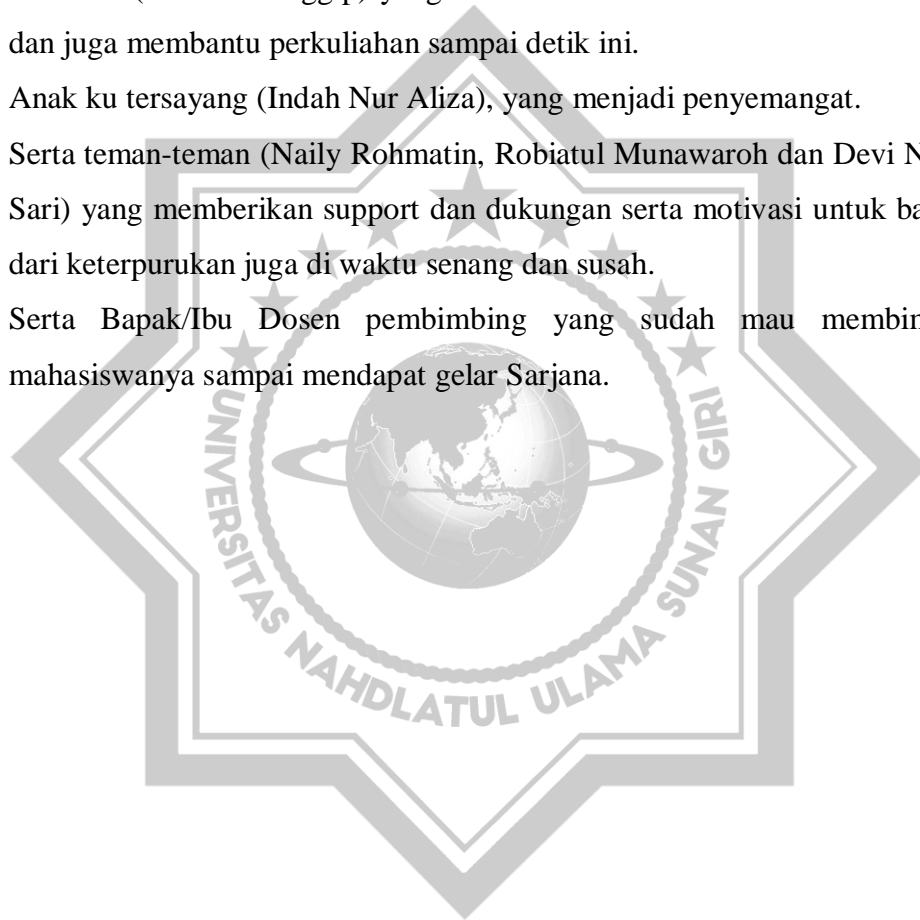 dan juga membantu perkuliahan sampai detik ini.
Anak ku tersayang (Indah Nur Aliza), yang menjadi penyemangat.
Serta teman-teman (Naily Rohmatin, Robiatul Munawaroh dan Devi
Sari) yang memberikan support dan dukungan serta motivasi untuk
dari keterpurukan juga di waktu senang dan susah.
Serta Bapak/Ibu Dosen pembimbing yang sudah mau
mahasiswanya sampai mendapat gelar Sarjana.
UNIVERSITAS NAHDLATUL ULAMA SUNAN GIRI